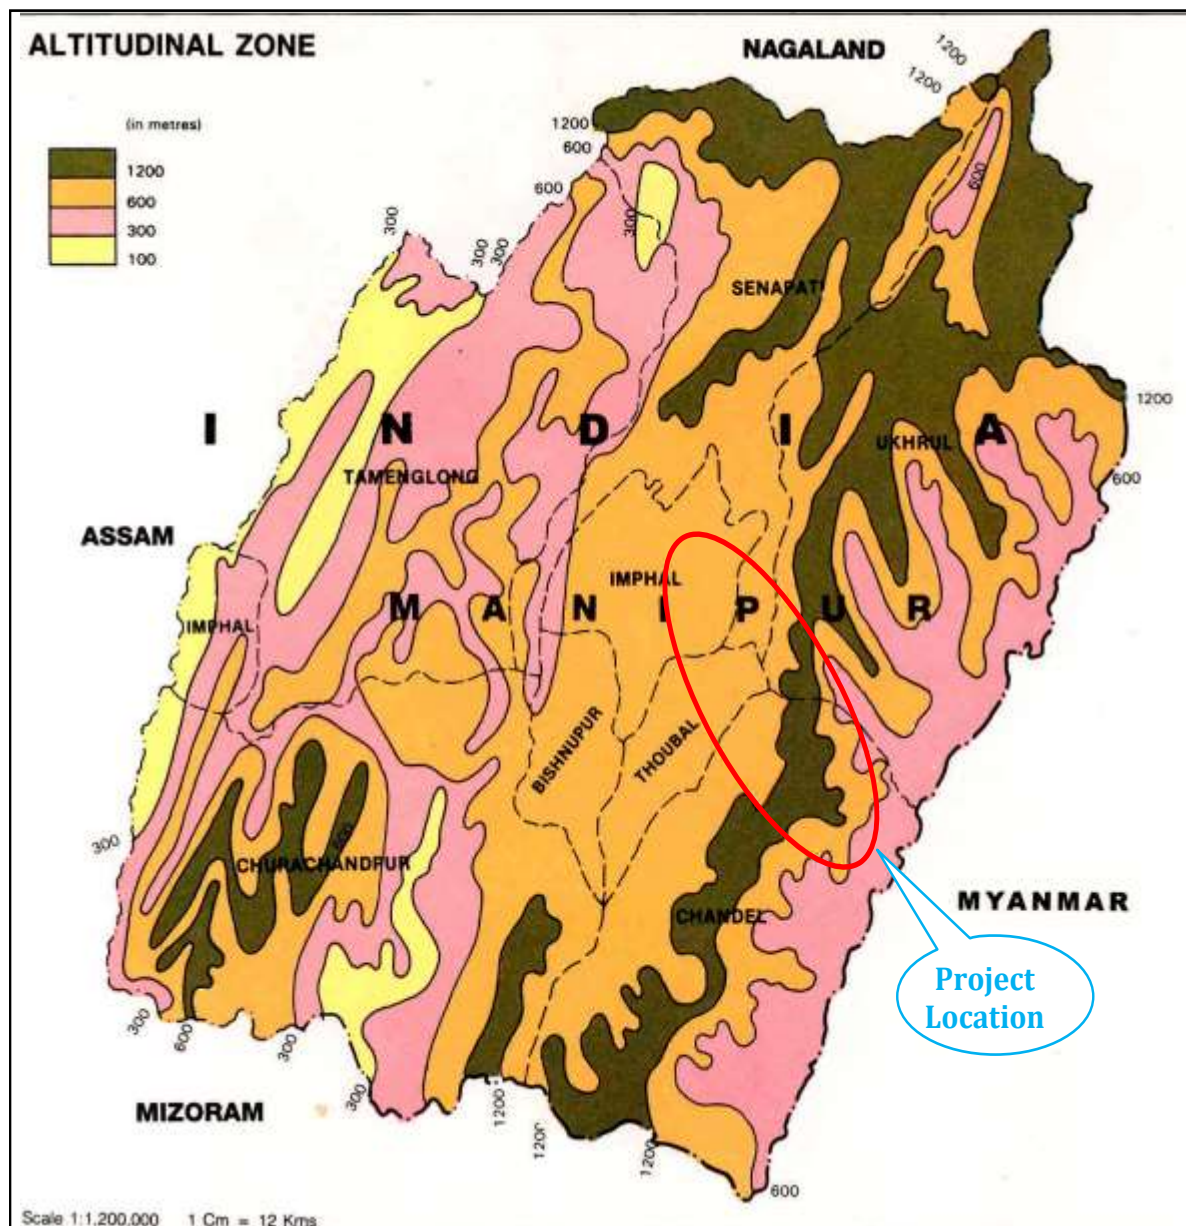 ALTITUDINAL ZONE
NAGALAND
(in metres)
1200
600
300
100
1200
1200
1200
600
600
300
300
300
300
600
SENAPATI
1200
600
I N D I A
UKHRUL
TAMENGLONG
ASSAM
IMPHAL
IMPHAL
M A N I P U R
BISHNUPUR
THOUBAL
300
CHURACHANDPUR
CHANDEL
MYANMAR
Project
Location
300
600
300
300
1200
1200
1200
600
MIZORAM
Scale 1:1,200,000 1 Cm = 12 Kms